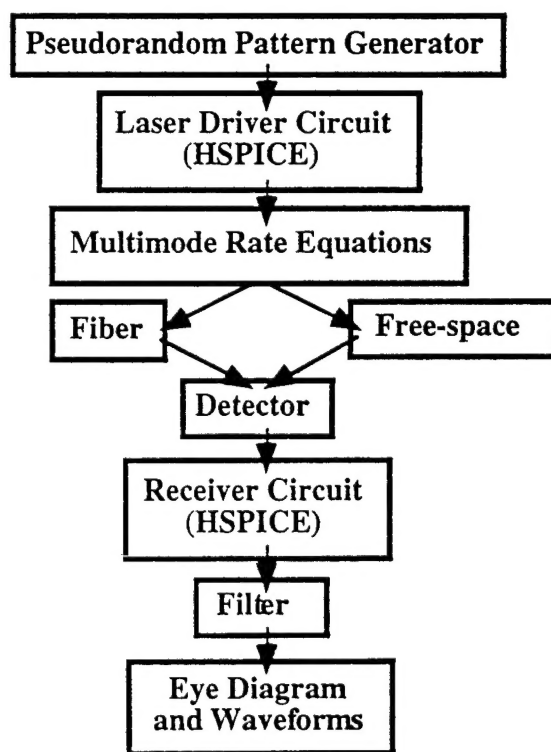 Pseudorandom Pattern Generator
Laser Driver Circuit
(HSPICE)
Multimode Rate Equations
Fiber
Free-space
Detector
Receiver Circuit
(HSPICE)
Filter
Eye Diagram
and Waveforms